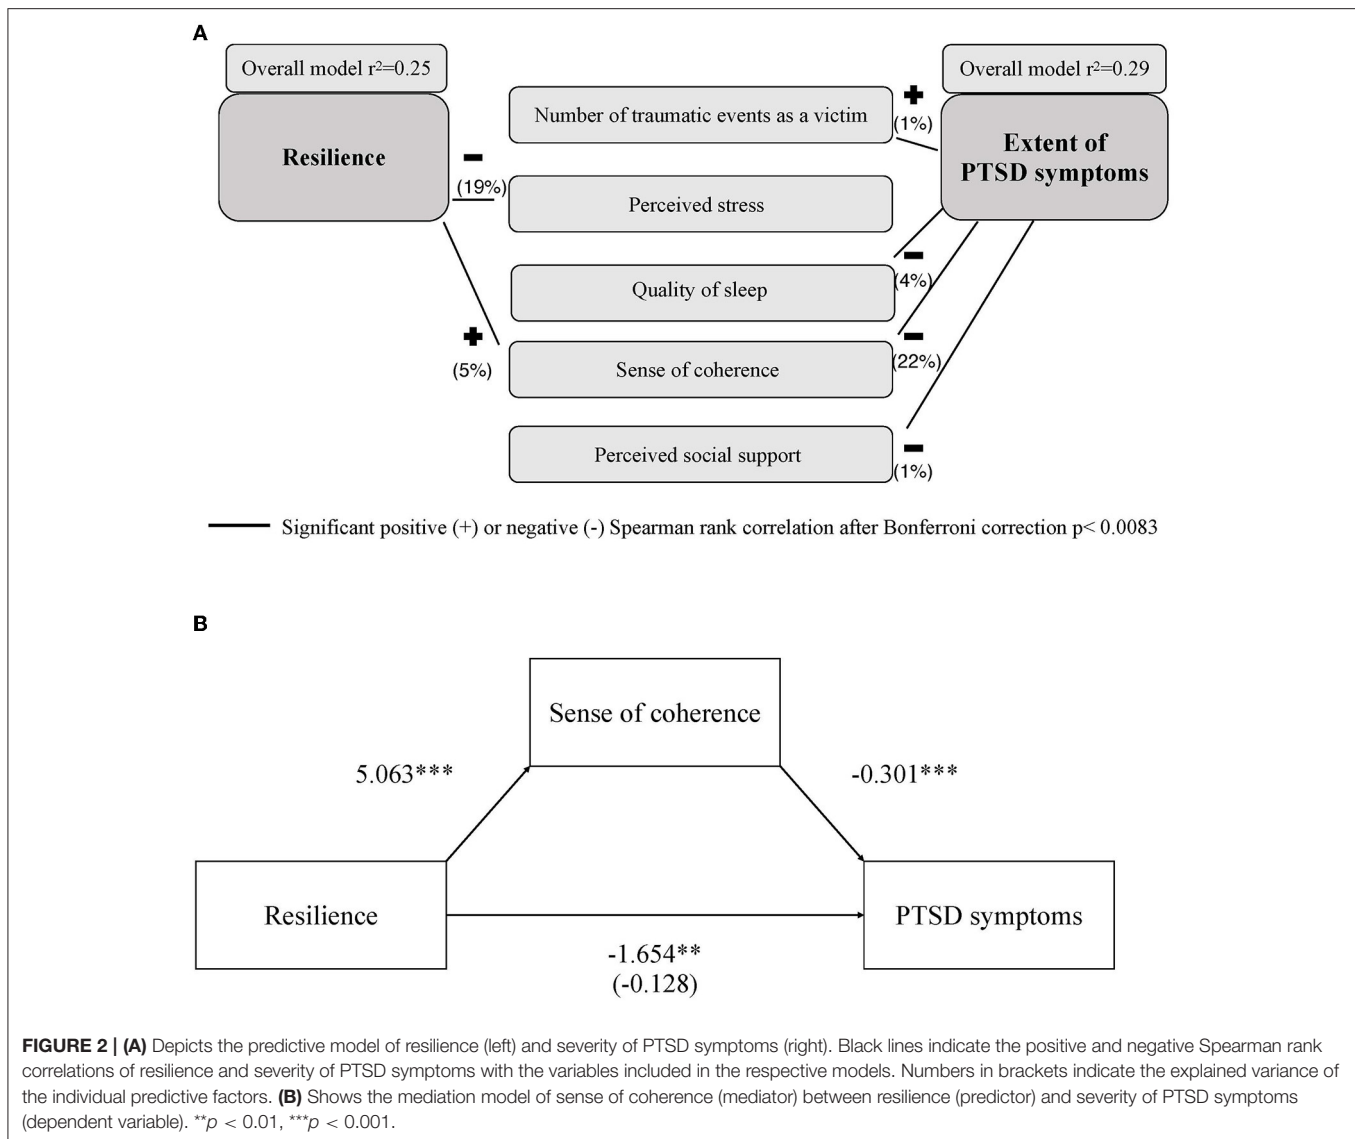 A
Overall model r²=0.25
Resilience
Overall model r²=0.29
Extent of
PTSD symptoms
Number of traumatic events as a victim
+
(1%)
-
(19%)
Perceived stress
Quality of sleep
-
(4%)
+
(5%)
Sense of coherence
-
(22%)
Perceived social support
-
(1%)
Significant positive (+) or negative (-) Spearman rank correlation after Bonferroni correction p< 0.0083
B
Sense of coherence
5.063***
-0.301***
Resilience
PTSD symptoms
-1.654**
(-0.128)
FIGURE 2 | (A) Depicts the predictive model of resilience (left) and severity of PTSD symptoms (right). Black lines indicate the positive and negative Spearman rank
correlations of resilience and severity of PTSD symptoms with the variables included in the respective models. Numbers in brackets indicate the explained variance of
the individual predictive factors. (B) Shows the mediation model of sense of coherence (mediator) between resilience (predictor) and severity of PTSD symptoms
(dependent variable). **p < 0.01, ***p < 0.001.